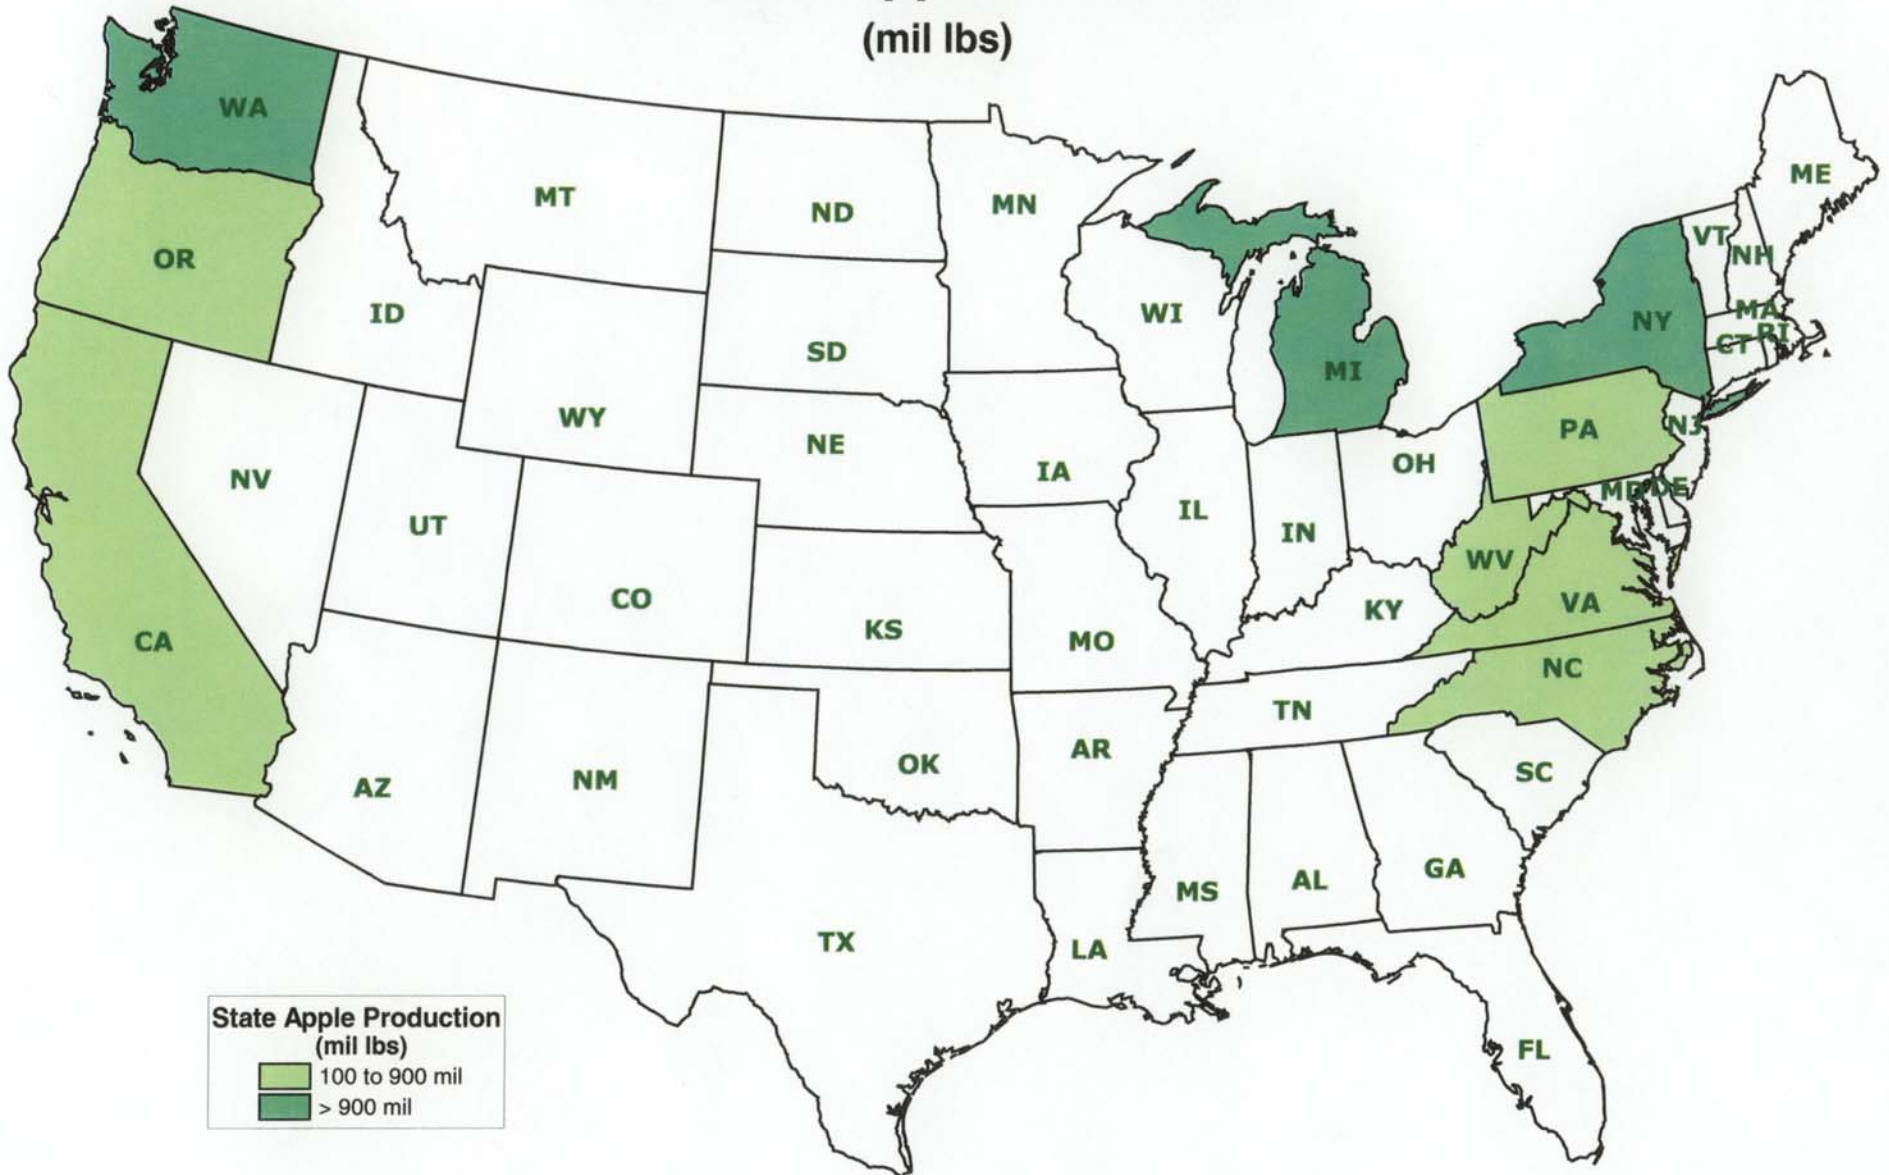 (mil lbs)
WA
MT
ND
MN
ME
OR
ID
SD
WI
MI
NY
VT
NH
MA
RI
CT
WY
NE
IA
PA
NJ
NV
UT
CO
KS
MO
IL
IN
OH
MD
DE
WV
VA
KY
CA
NC
TN
AZ
NM
OK
AR
SC
TX
LA
MS
AL
GA
FL
State Apple Production
(mil lbs)
100 to 900 mil
> 900 mil